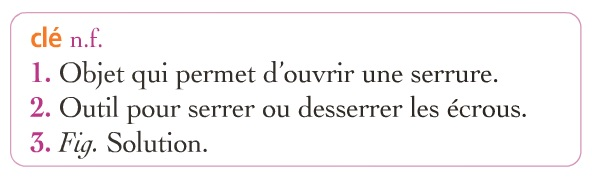 clé n.f.
1. Objet qui permet d’ouvrir une serrure.
2. Outil pour serrer ou desserrer les écrous.
3. Fig. Solution.